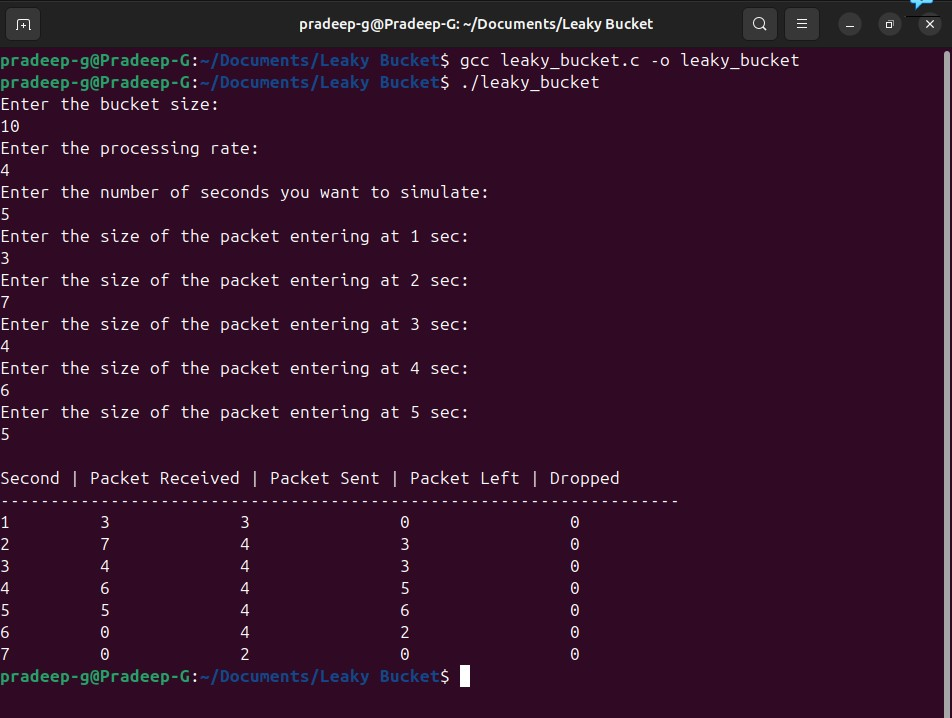 pradeep-g@Pradeep-G: ~/Documents/Leaky Bucket
pradeep-g@Pradeep-G:~/Documents/Leaky Bucket$ gcc leaky_bucket.c -o leaky_bucket
pradeep-g@Pradeep-G:~/Documents/Leaky Bucket$ ./leaky_bucket
Enter the bucket size:
10
Enter the processing rate:
4
Enter the number of seconds you want to simulate:
5
Enter the size of the packet entering at 1 sec:
3
Enter the size of the packet entering at 2 sec:
7
Enter the size of the packet entering at 3 sec:
4
Enter the size of the packet entering at 4 sec:
6
Enter the size of the packet entering at 5 sec:
5
Second | Packet Received | Packet Sent | Packet Left | Dropped
--------------------------------------------------------------------
1 3 3 0 0
2 7 4 3 0
3 4 4 3 0
4 6 4 5 0
5 5 4 6 0
6 0 4 2 0
7 0 2 0 0
pradeep-g@Pradeep-G:~/Documents/Leaky Bucket$